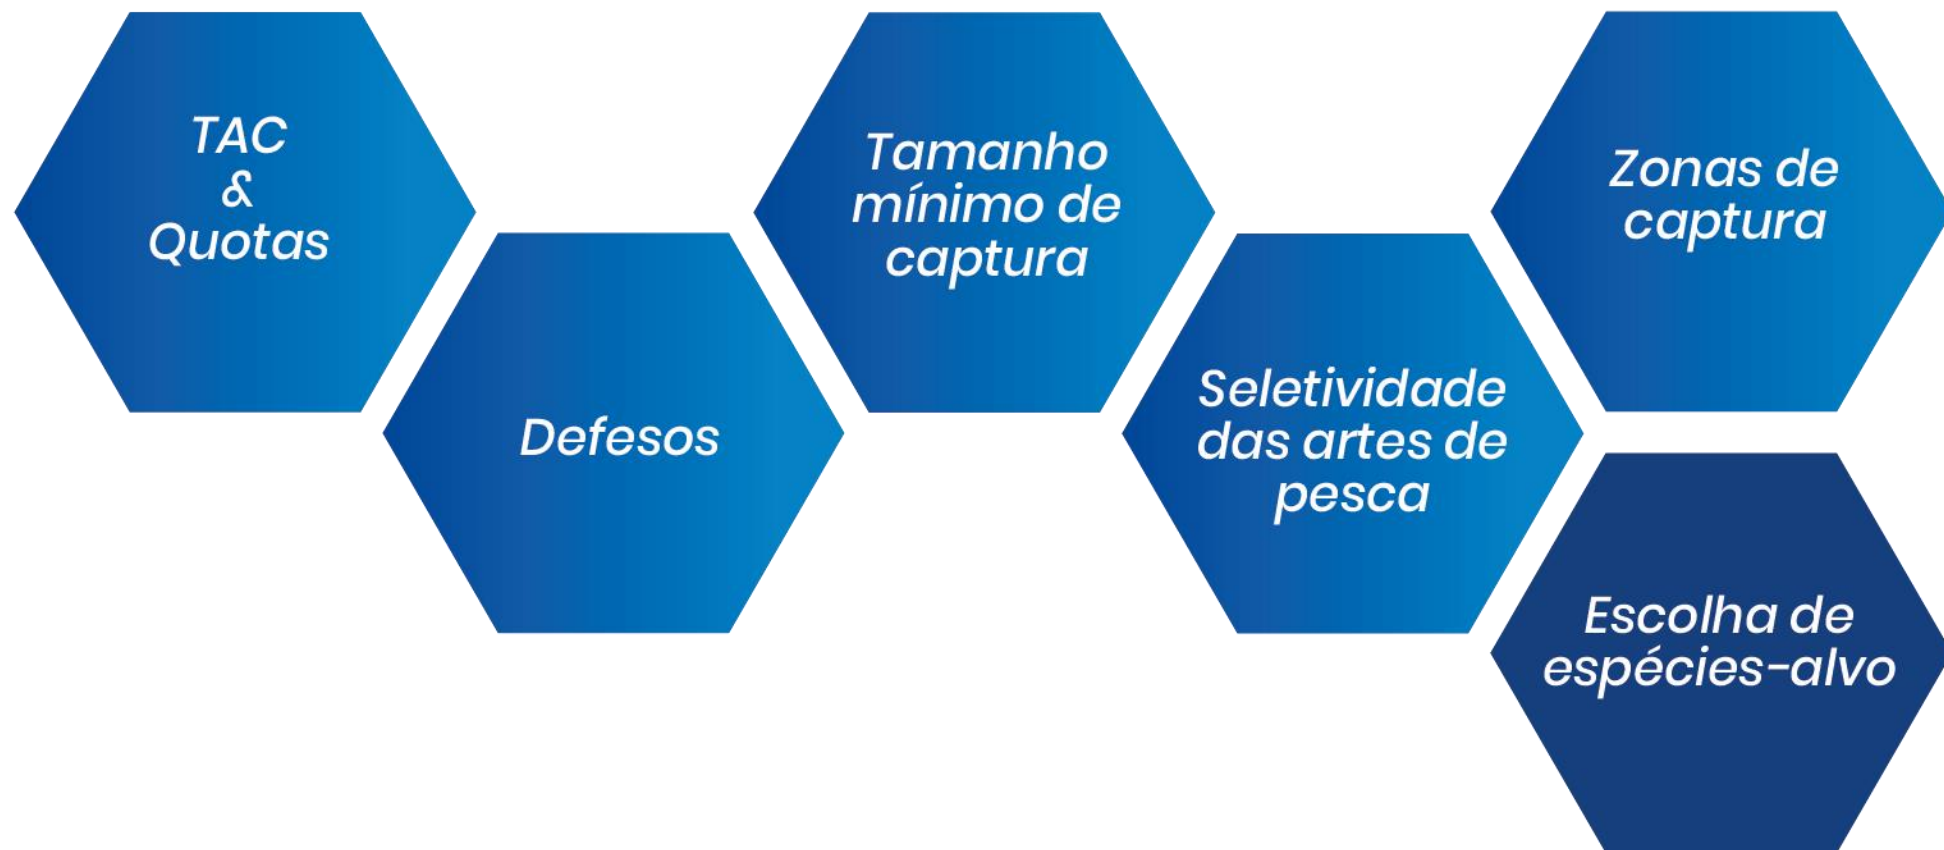 TAC
&
Quotas
Defesos
Tamanho
mínimo de
captura
Seletividade
das artes de
pesca
Zonas de
captura
Escolha de
espécies-alvo